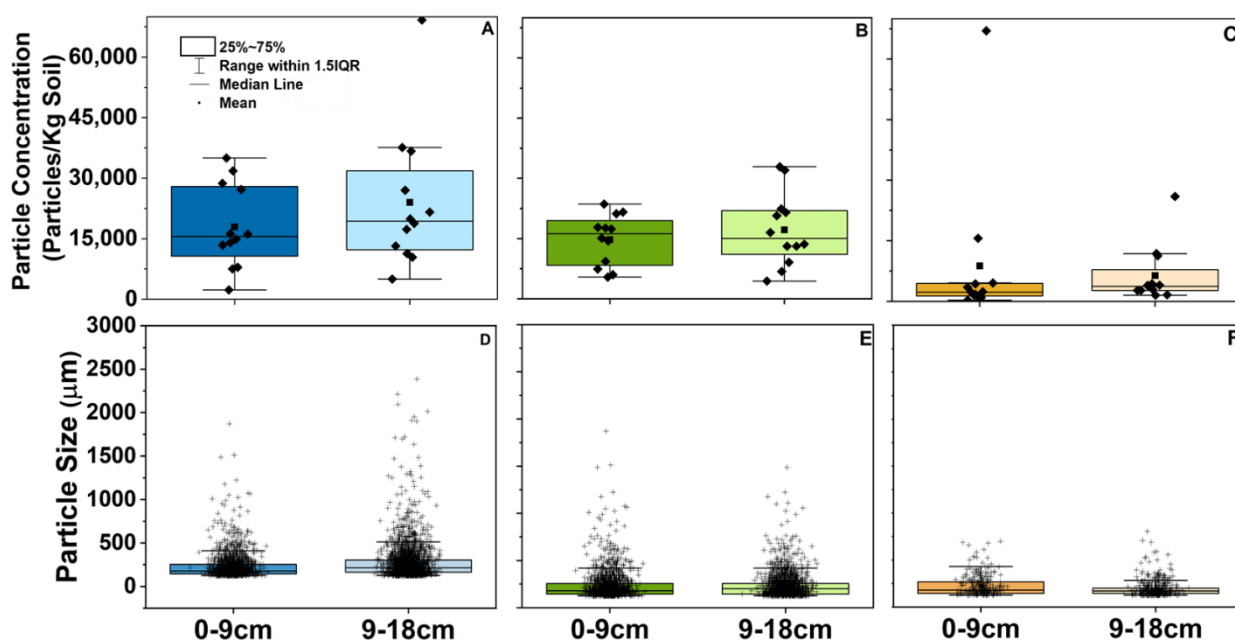 Particle Concentration
(Particles/Kg Soil)
60,000
45,000
30,000
15,000
0
A
25%~75%
Range within 1.5IQR
Median Line
Mean
B
C
Particle Size (μm)
3000
2500
2000
1500
1000
500
0
D
E
F
0-9cm
9-18cm
0-9cm
9-18cm
0-9cm
9-18cm